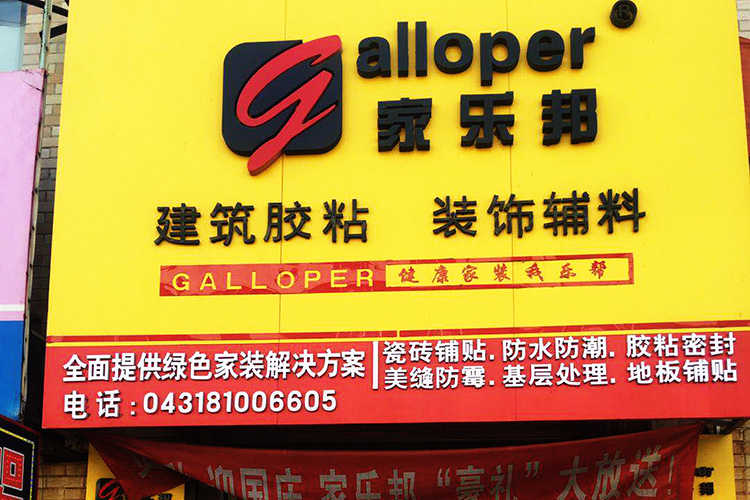 Galloper®
家乐邦
建筑胶粘 装饰辅料
GALLOPER 健康家装我乐帮
全面提供绿色家装解决方案
瓷砖铺贴.防水防潮.胶粘密封
美缝防霉.基层处理.地板铺贴
电话:043181006605
迎国庆 家乐邦“豪礼”大放送!